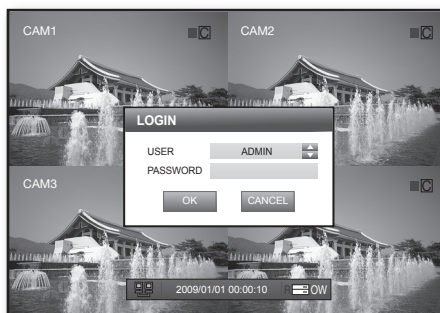 CAM1
C
CAM2
C
LOGIN
USER
ADMIN
PASSWORD
OK
CANCEL
CAM3
C
2009/01/01 00:00:10
R
OW